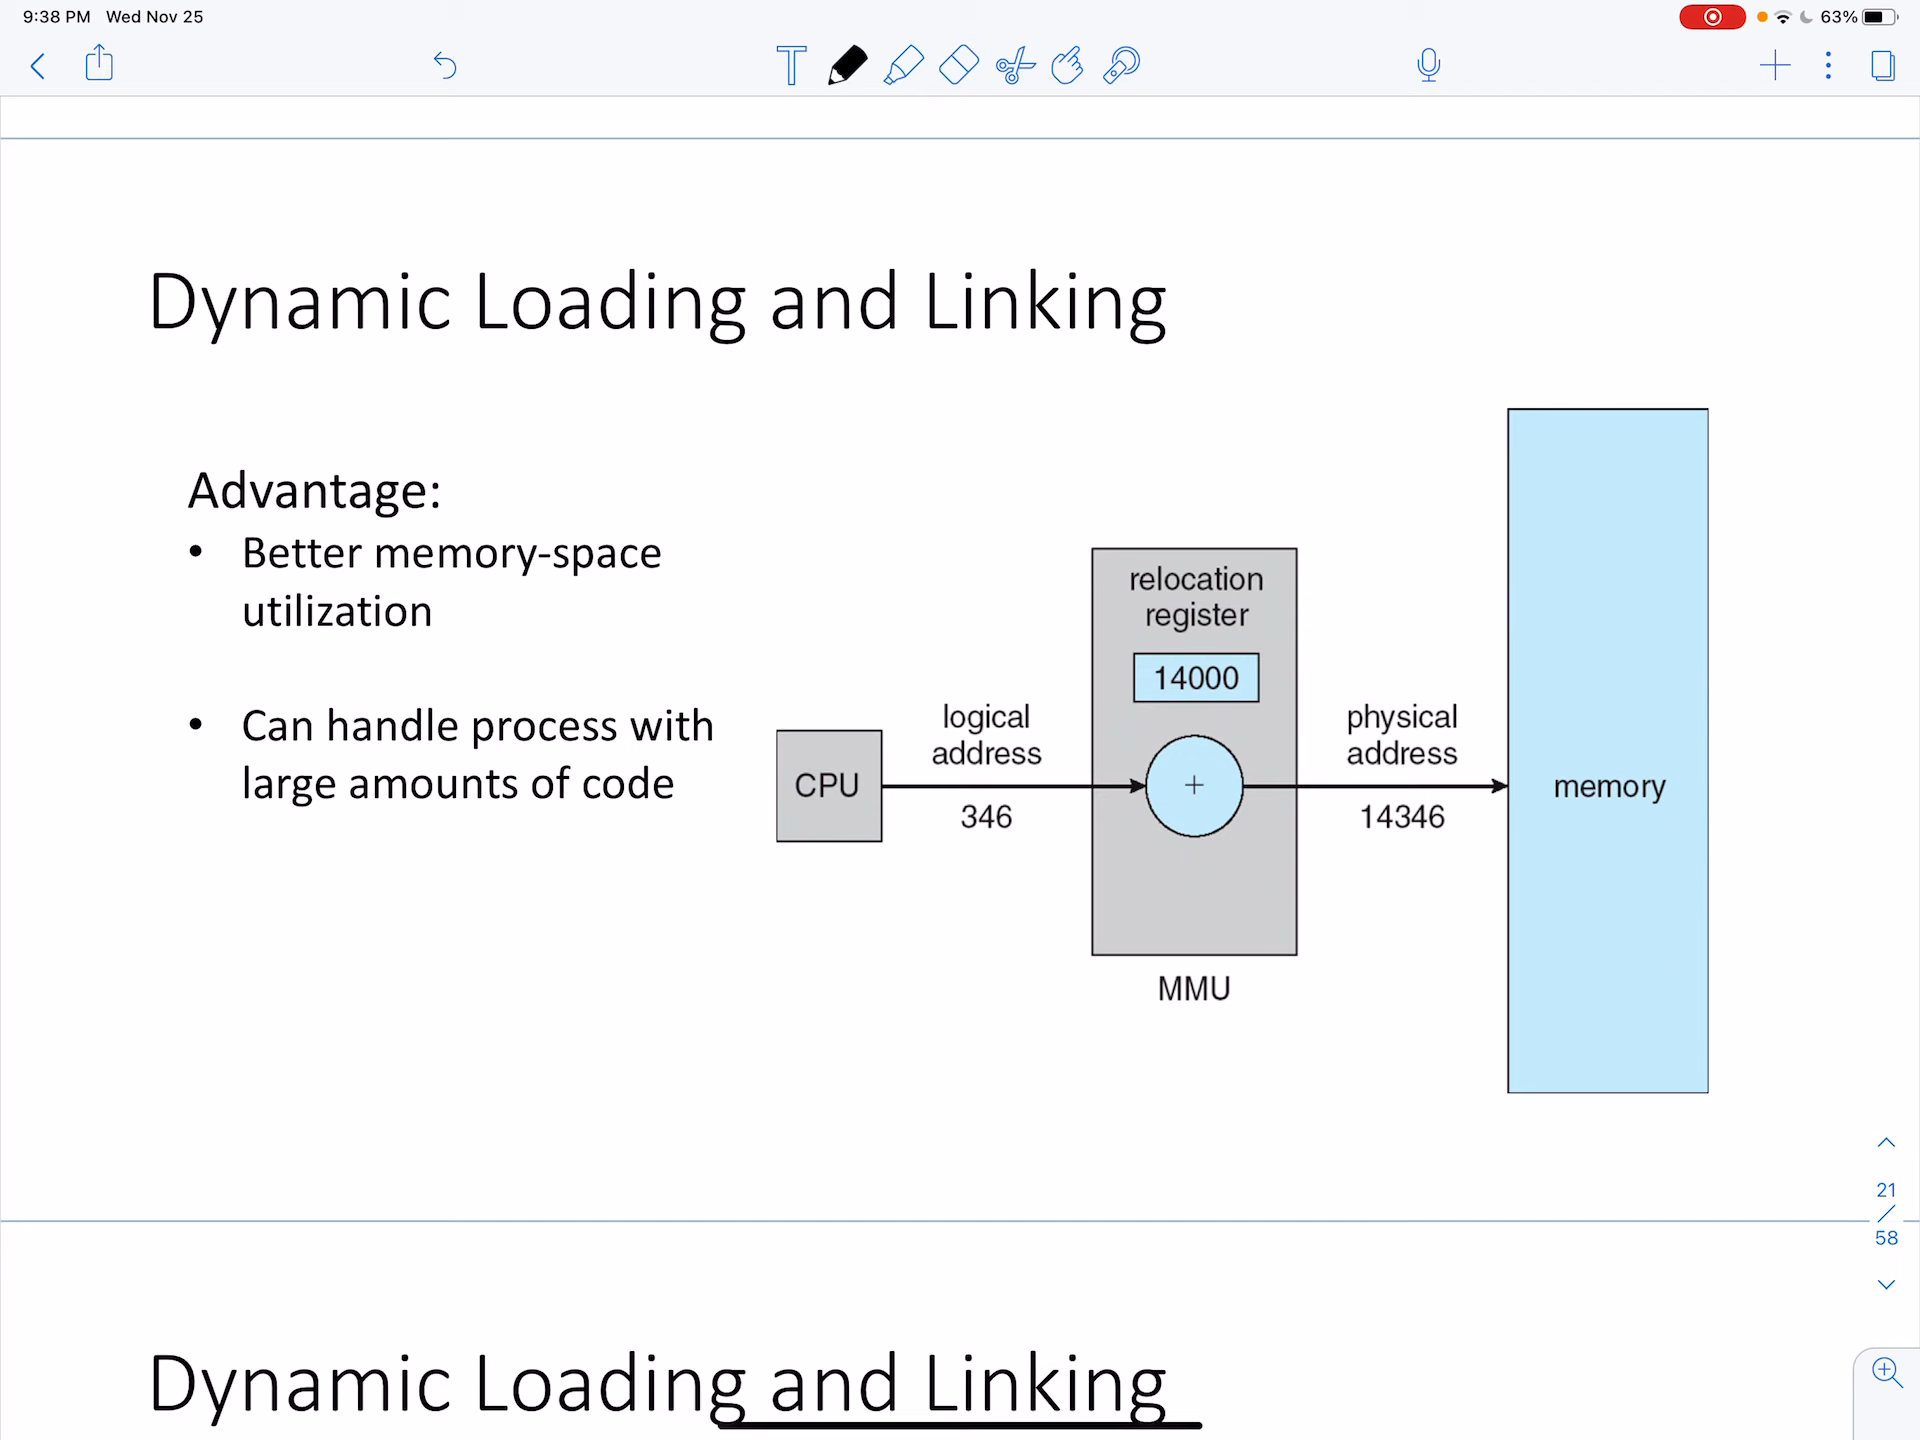 9:38 PM Wed Nov 25
63%
Dynamic Loading and Linking
Advantage:
• Better memory-space
utilization
• Can handle process with
large amounts of code
CPU
logical
address
346
relocation
register
14000
+
MMU
physical
address
14346
memory
21
/
58
Dynamic Loading and Linking